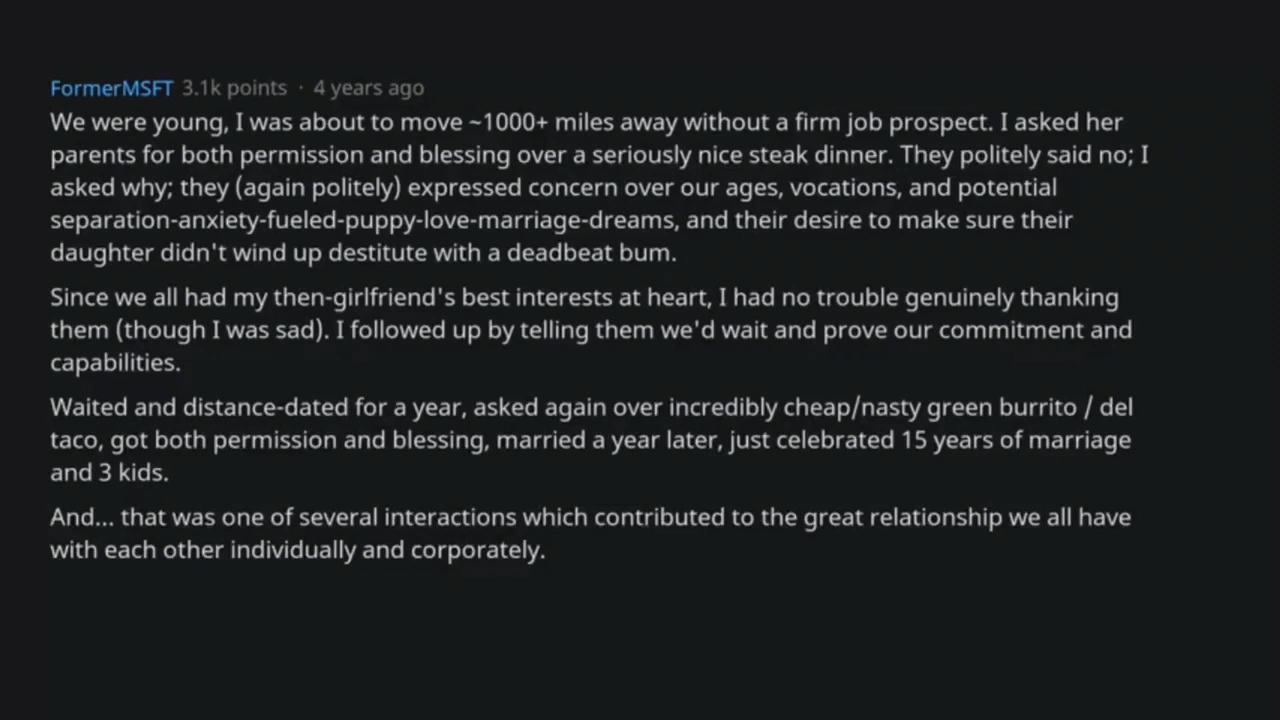 FormerMSFT 3.1k points · 4 years ago
We were young, I was about to move ~1000+ miles away without a firm job prospect. I asked her
parents for both permission and blessing over a seriously nice steak dinner. They politely said no; I
asked why; they (again politely) expressed concern over our ages, vocations, and potential
separation-anxiety-fueled-puppy-love-marriage-dreams, and their desire to make sure their
daughter didn't wind up destitute with a deadbeat bum.
Since we all had my then-girlfriend's best interests at heart, I had no trouble genuinely thanking
them (though I was sad). I followed up by telling them we'd wait and prove our commitment and
capabilities.
Waited and distance-dated for a year, asked again over incredibly cheap/nasty green burrito / del
taco, got both permission and blessing, married a year later, just celebrated 15 years of marriage
and 3 kids.
And... that was one of several interactions which contributed to the great relationship we all have
with each other individually and corporately.